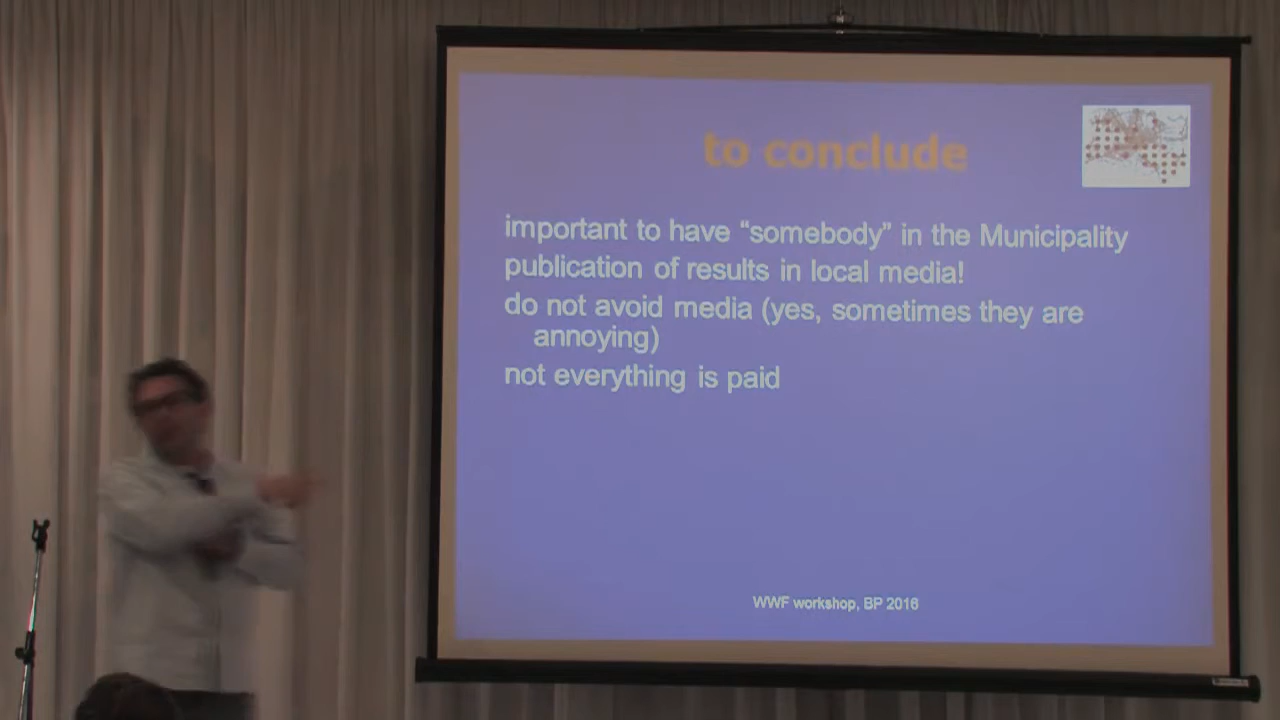 to conclude
important to have “somebody” in the Municipality
publication of results in local media!
do not avoid media (yes, sometimes they are
annoying)
not everything is paid
WWF workshop, BP 2016